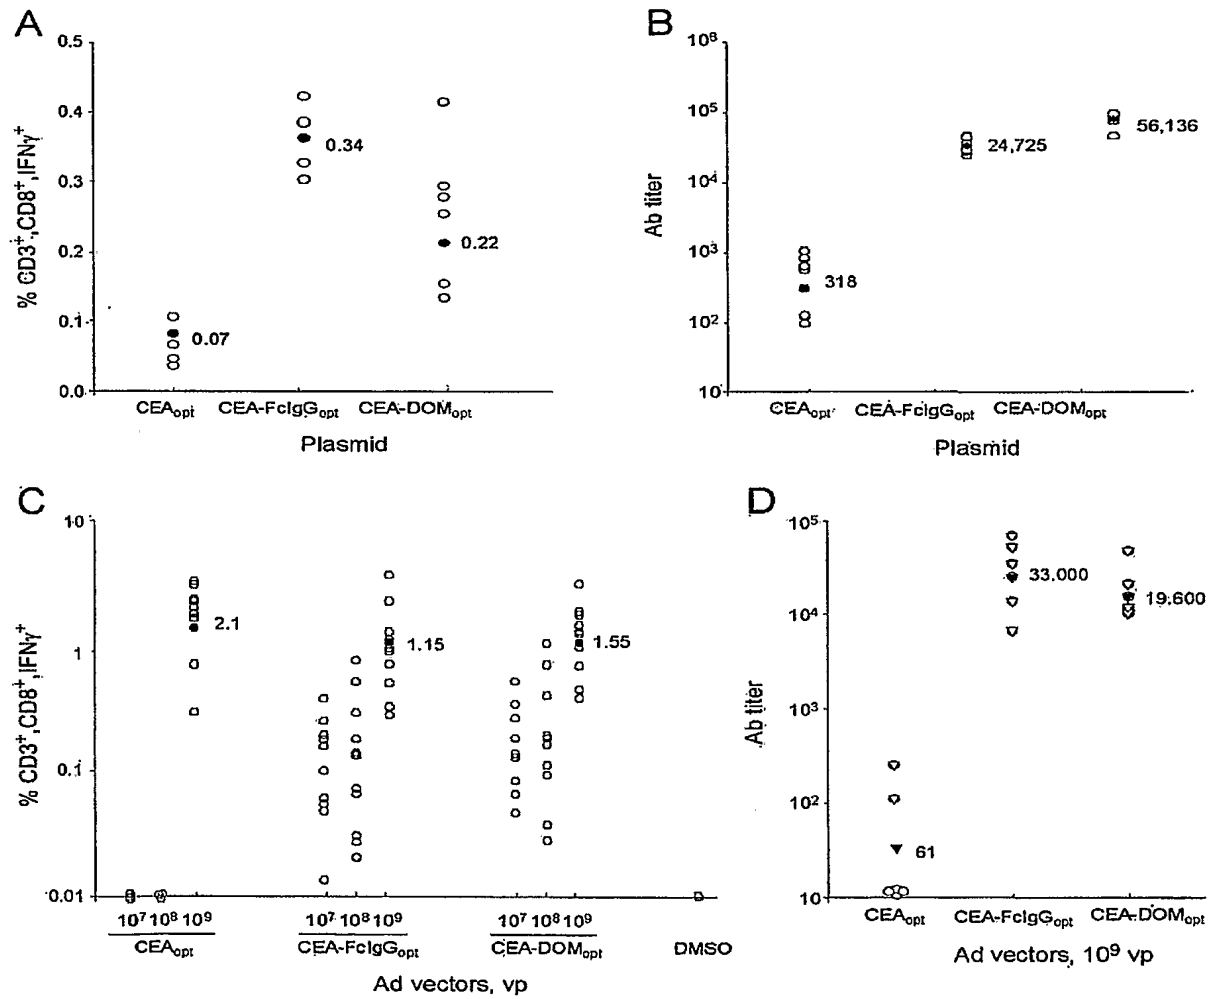 A
% CD3⁺,CD8⁺,IFNγ⁺
0.5
0.4
0.3
0.2
0.1
0.0
0.07
0.34
0.22
CEAopt CEA-FcIgGopt CEA-DOMopt
Plasmid
B
Ab titer
10⁸
10⁵
10⁴
10³
10²
10
318
24,725
56,136
CEAopt CEA-FcIgGopt CEA-DOMopt
Plasmid
C
% CD3⁺,CD8⁺,IFNγ⁺
10
1
0.1
0.01
2.1
1.15
1.55
10⁷ 10⁸ 10⁹ 10⁷ 10⁸ 10⁹ 10⁷ 10⁸ 10⁹
CEAopt CEA-FcIgGopt CEA-DOMopt DMSO
Ad vectors, vp
D
Ab titer
10⁵
10⁴
10³
10²
10
61
33.000
19.600
CEAopt CEA-FcIgGopt CEA-DOMopt
Ad vectors, 10⁹ vp